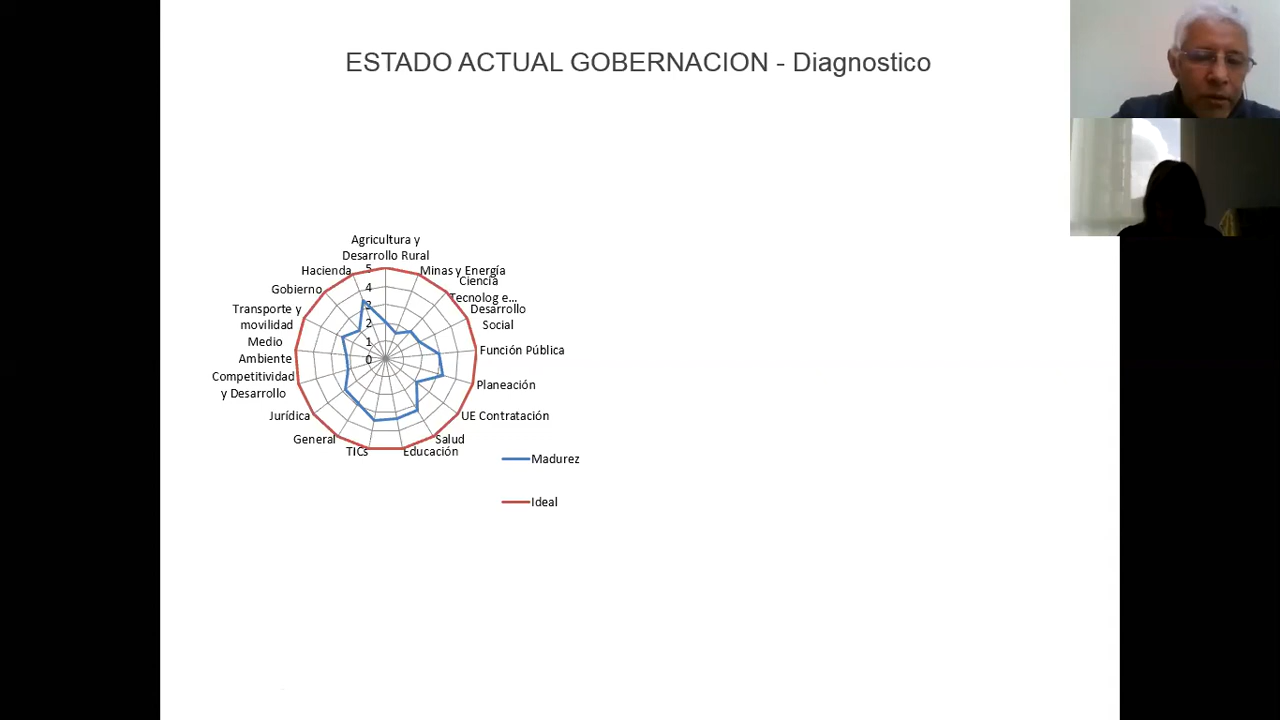 ESTADO ACTUAL GOBERNACION - Diagnostico
Agricultura y
Desarrollo Rural
Minas y Energía
Ciencia
Tecnolog e...
Desarrollo
Social
Función Pública
Planeación
UE Contratación
Salud
Educación
TICs
General
Jurídica
Competitividad
y Desarrollo
Medio
Ambiente
Transporte y
movilidad
Gobierno
Hacienda
5
4
3
2
1
0
Madurez
Ideal